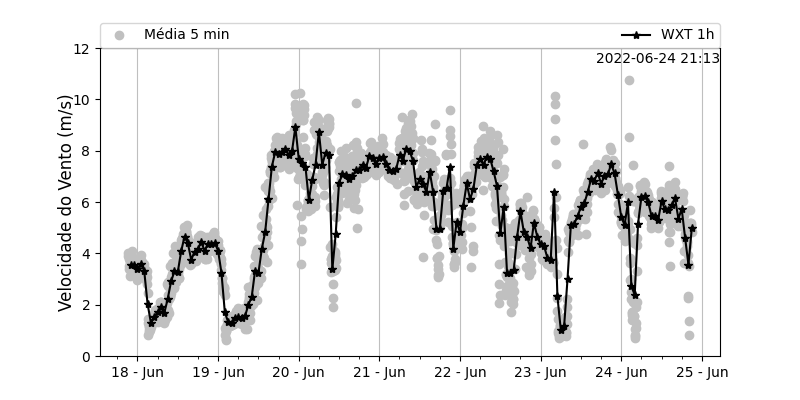 Média 5 min
WXT 1h
2022-06-24 21:13
Velocidade do Vento (m/s)
12
10
8
6
4
2
0
18 - Jun
19 - Jun
20 - Jun
21 - Jun
22 - Jun
23 - Jun
24 - Jun
25 - Jun